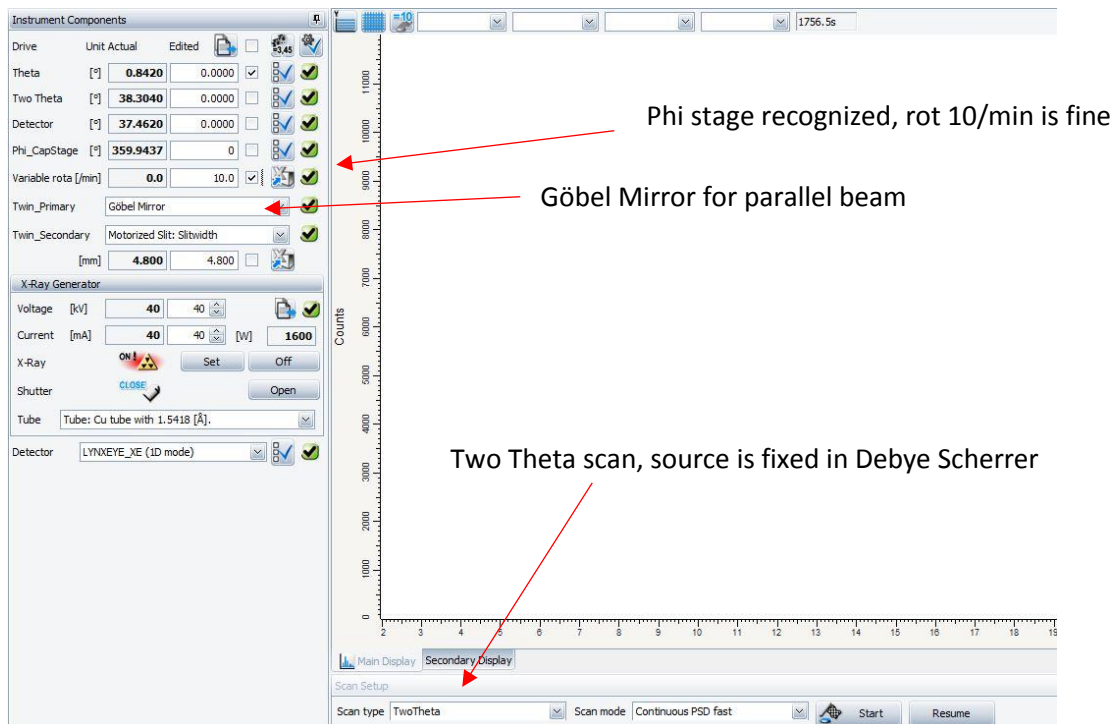 Instrument Components
=10
1756.5s
Drive Unit Actual Edited =3,45
Theta [°] 0.8420 0.0000
Two Theta [°] 38.3040 0.0000
Detector [°] 37.4620 0.0000
Phi_CapStage [°] 359.9437 0
Variable rota [/min] 0.0 10.0
Twin_Primary Göbel Mirror
Twin_Secondary Motorized Slit: Slitwidth
[mm] 4.800 4.800
X-Ray Generator
Voltage [kV] 40 40
Current [mA] 40 40 [W] 1600
X-Ray ON! Set Off
Shutter CLOSE Open
Tube Tube: Cu tube with 1.5418 [Å].
Detector LYNXEYE_XE (1D mode)
Phi stage recognized, rot 10/min is fine
Göbel Mirror for parallel beam
Two Theta scan, source is fixed in Debye Scherrer
Counts
11000
10000
9000
8000
7000
6000
5000
4000
3000
2000
1000
0
2 3 4 5 6 7 8 9 10 11 12 13 14 15 16 17 18 19
Main Display Secondary Display
Scan Setup
Scan type TwoTheta Scan mode Continuous PSD fast Start Resume